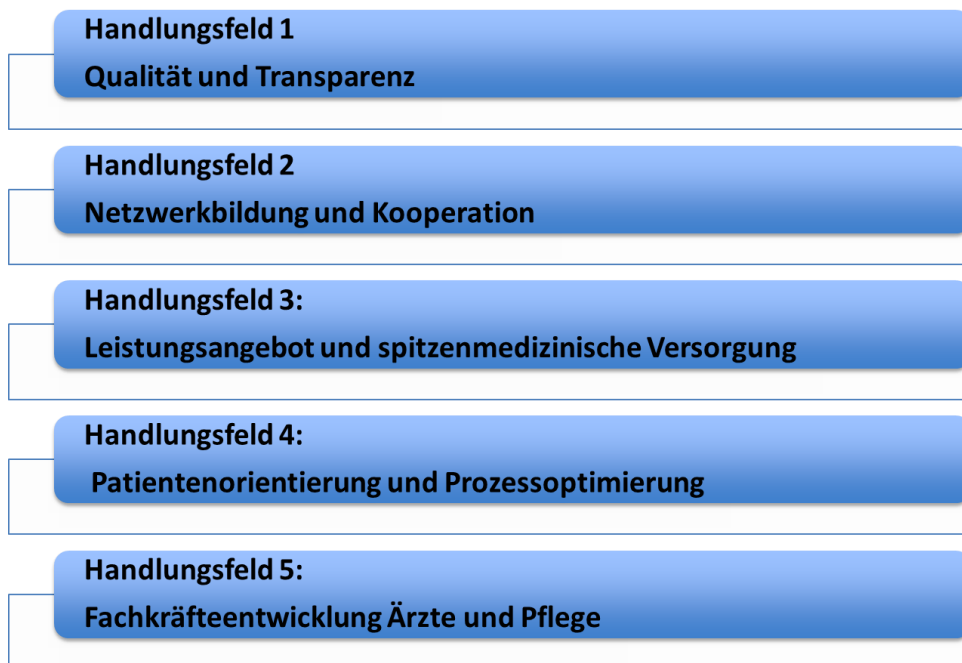 Handlungsfeld 1
Qualität und Transparenz
Handlungsfeld 2
Netzwerkbildung und Kooperation
Handlungsfeld 3:
Leistungsangebot und spitzenmedizinische Versorgung
Handlungsfeld 4:
Patientenorientierung und Prozessoptimierung
Handlungsfeld 5:
Fachkräfteentwicklung Ärzte und Pflege